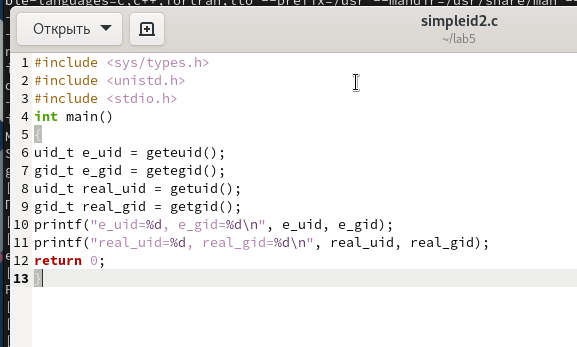 ble-languages=c,c++,fortran,lto --prefix=/usr --mandir=/usr/share/man
Открыть
simpleid2.c
~/lab5
1 #include <sys/types.h>
2 #include <unistd.h>
3 #include <stdio.h>
4 int main()
5 {
6 uid_t e_uid = geteuid();
7 gid_t e_gid = getegid();
8 uid_t real_uid = getuid();
9 gid_t real_gid = getgid();
10 printf("e_uid=%d, e_gid=%d\n", e_uid, e_gid);
11 printf("real_uid=%d, real_gid=%d\n", real_uid, real_gid);
12 return 0;
13 }